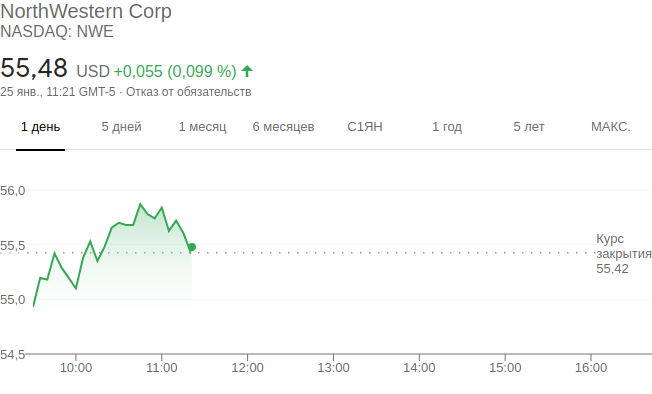 NorthWestern Corp
NASDAQ: NWE
55,48 USD +0,055 (0,099 %)
25 янв., 11:21 GMT-5 · Отказ от обязательств
1 день 5 дней 1 месяц 6 месяцев С1ЯН 1 год 5 лет МАКС.
56,0
55,5
Курс
закрытия
55,42
55,0
54,5
10:00 11:00 12:00 13:00 14:00 15:00 16:00